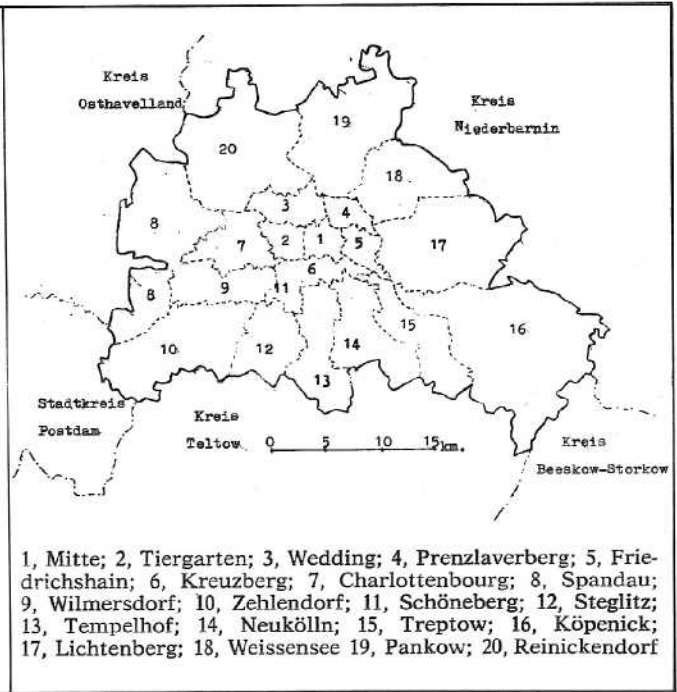 Kreis
Osthavelland
Kreis
Niederbarnin
19
20
18
3
4
8
7
2
1
5
17
6
8
9
11
16
15
10
12
14
13
Stadtkreis
Postdam
Kreis
Teltow
0 5 10 15 km.
Kreis
Beeskow-Storkow
1, Mitte; 2, Tiergarten; 3, Wedding; 4, Prenzlaverberg; 5, Frie-
drichshain; 6, Kreuzberg; 7, Charlottenbourg; 8, Spandau;
9, Wilmersdorf; 10, Zehlendorf; 11, Schöneberg; 12, Steglitz;
13, Tempelhof; 14, Neukölln; 15, Treptow; 16, Köpenick;
17, Lichtenberg; 18, Weissensee 19, Pankow; 20, Reinickendorf